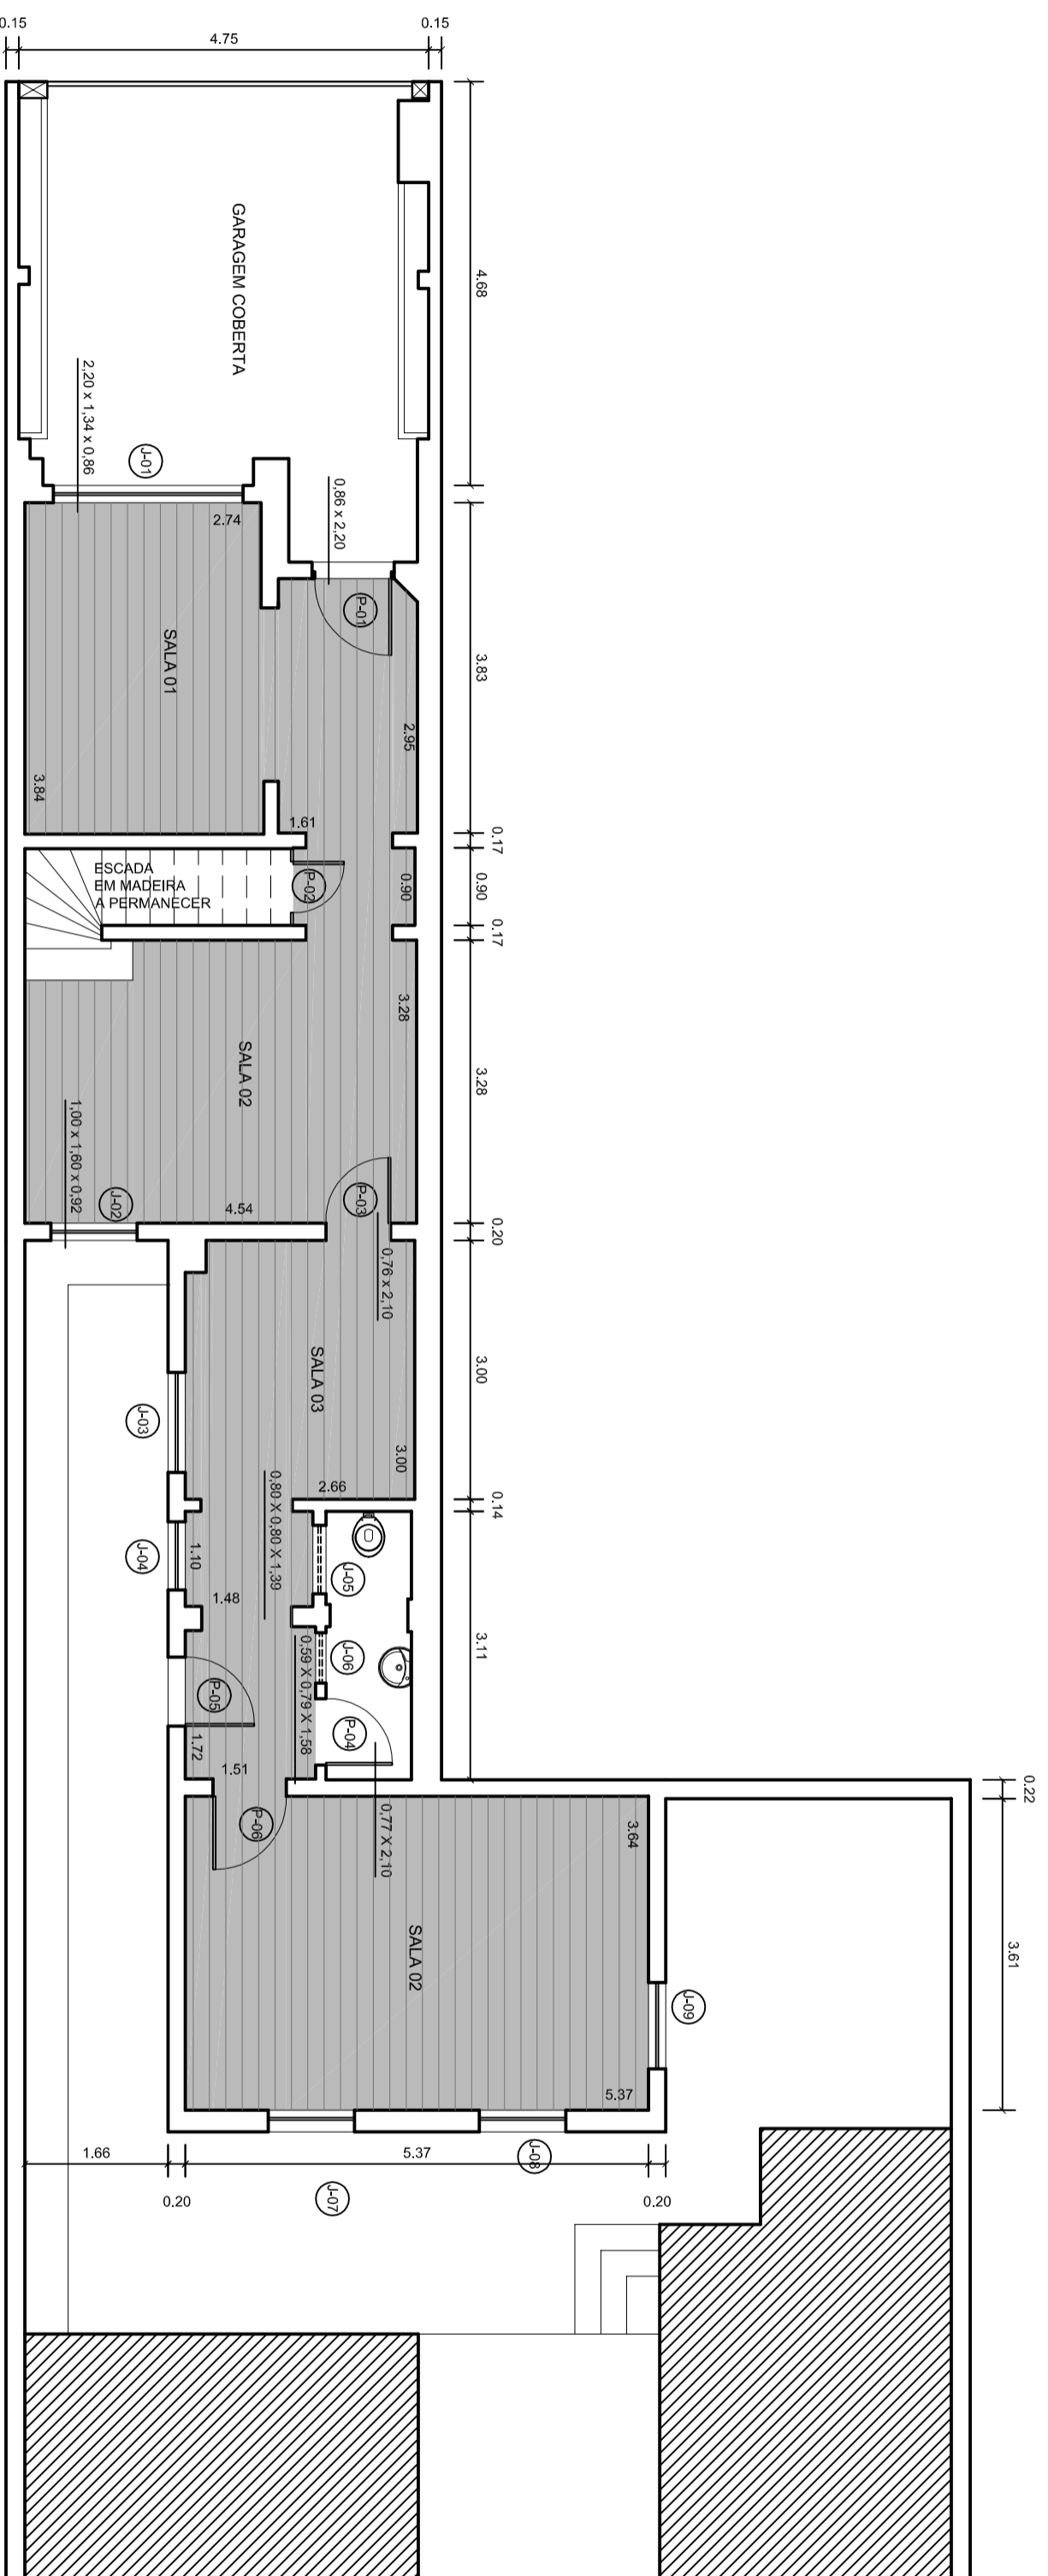 0.15
4.75
0.15
4.68
GARAGEM COBERTA
2,20 x 1,34 x 0,86
J-01
0,86 x 2,20
2.74
P-01
SALA 01
3.83
2.95
3.84
1.61
0.17
ESCADA
EM MADEIRA
A PERMANECER
P-02
0.90
0.90
0.17
3.28
SALA 02
3.28
1,00 x 1,60 x 0,92
J-02
4.54
P-03
0.20
0,76 x 2,10
SALA 03
3.00
J-03
3.00
2.66
0,80 X 0,80 X 1,39
0.14
J-04
1.10
J-05
1.48
3.11
0,59 X 0,79 X 1,58
J-06
P-05
P-04
1.72
1.51
0.22
P-06
0,77 X 2,10
3.64
SALA 02
3.61
J-09
5.37
1.66
5.37
J-08
0.20
J-07
0.20